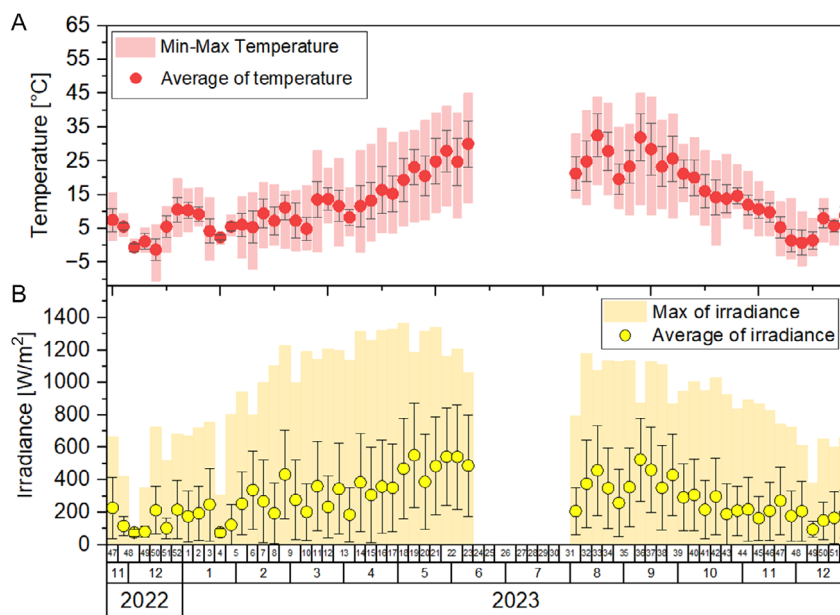 A
65
55
45
35
25
15
5
−5
Temperature [°C]
Min-Max Temperature
Average of temperature
B
1400
1200
1000
800
600
400
200
0
Irradiance [W/m²]
Max of irradiance
Average of irradiance
47 48 49 50 51 52 1 2 3 4 5 6 7 8 9 10 11 12 13 14 15 16 17 18 19 20 21 22 23 24 25 26 27 28 29 30 31 32 33 34 35 36 37 38 39 40 41 42 43 44 45 46 47 48 49 50 51
11 12 1 2 3 4 5 6 7 8 9 10 11 12
2022 2023